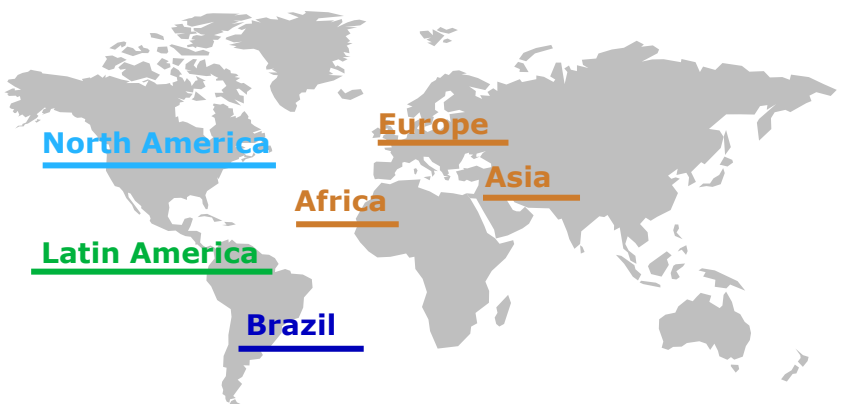 Europe
North America
Asia
Africa
Latin America
Brazil